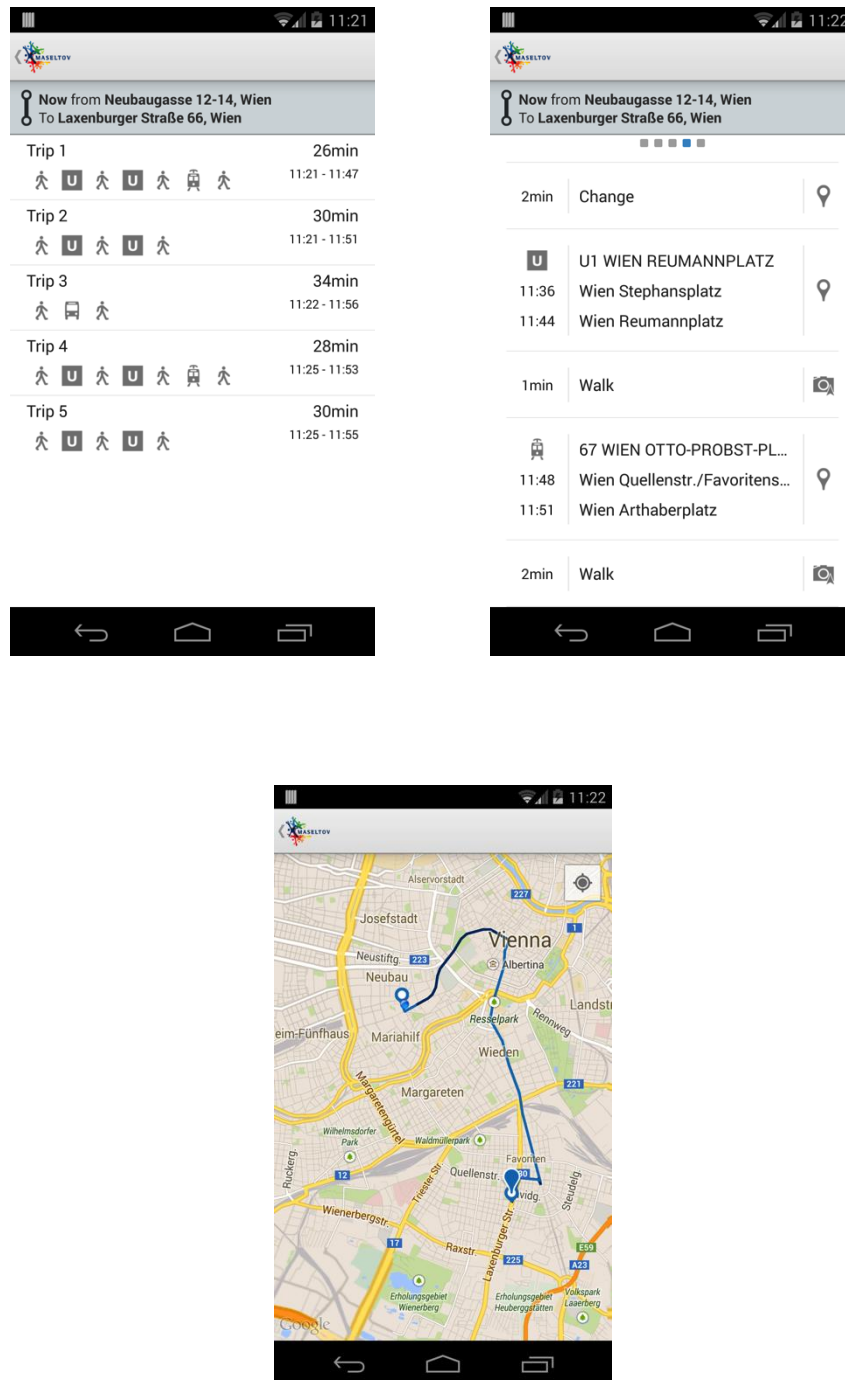 11:21
MASELTOV
Now from Neubaugasse 12-14, Wien
To Laxenburger Straße 66, Wien
Trip 1 26min
U U 11:21 - 11:47
Trip 2 30min
U U 11:21 - 11:51
Trip 3 34min
11:22 - 11:56
Trip 4 28min
U U 11:25 - 11:53
Trip 5 30min
U U 11:25 - 11:55
11:22
MASELTOV
Now from Neubaugasse 12-14, Wien
To Laxenburger Straße 66, Wien
2min Change
U U1 WIEN REUMANNPLATZ
11:36 Wien Stephansplatz
11:44 Wien Reumannplatz
1min Walk
67 WIEN OTTO-PROBST-PL...
11:48 Wien Quellenstr./Favoritens...
11:51 Wien Arthaberplatz
2min Walk
11:22
MASELTOV
Alservorstadt
227
Josefstadt
1
Vienna
Neustiftg. 223
Albertina
Neubau
Landstr
Resselpark
Rennweg
eim-Fünfhaus
Mariahilf
Wieden
221
Margaretengürtel
Margareten
Wilhelmsdorfer
Park
Waldmüllerpark
Ruckerg.
12
Triester Str.
Quellenstr.
Favoriten
Steudelg.
Wienerbergstr.
17
Raxstr.
Laxenburger Str.
225
E59
A23
Erholungsgebiet
Wienerberg
Erholungsgebiet
Heuberggstätten
Volkspark
Laaerberg
Google